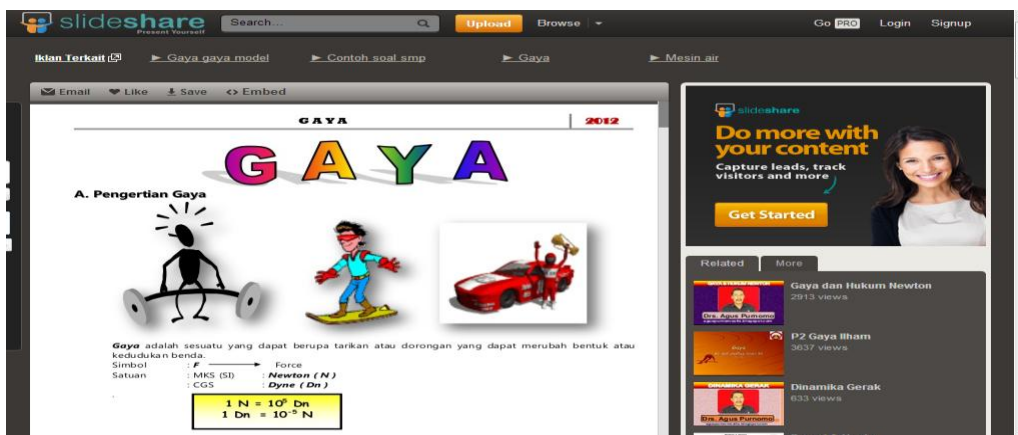 slideshare
Present Yourself
Search...
Upload
Browse
Go PRO
Login
Signup
Iklan Terkait
► Gaya gaya model
► Contoh soal smp
► Gaya
► Mesin air
Email
Like
Save
<> Embed
GAYA
2012
GAYA
A. Pengertian Gaya
Gaya adalah sesuatu yang dapat berupa tarikan atau dorongan yang dapat merubah bentuk atau
kedudukan benda.
Simbol : F → Force
Satuan : MKS (SI) : Newton ( N )
: CGS : Dyne ( Dn )
1 N = 10⁵ Dn
1 Dn = 10⁻⁵ N
slideshare
Do more with
your content
Capture leads, track
visitors and more
Get Started
Related
More
Gaya dan Hukum Newton
2913 views
Drs. Agus Purnomo
P2 Gaya Ilham
3637 views
DINAMIKA GERAK
Dinamika Gerak
633 views
Drs. Agus Purnomo